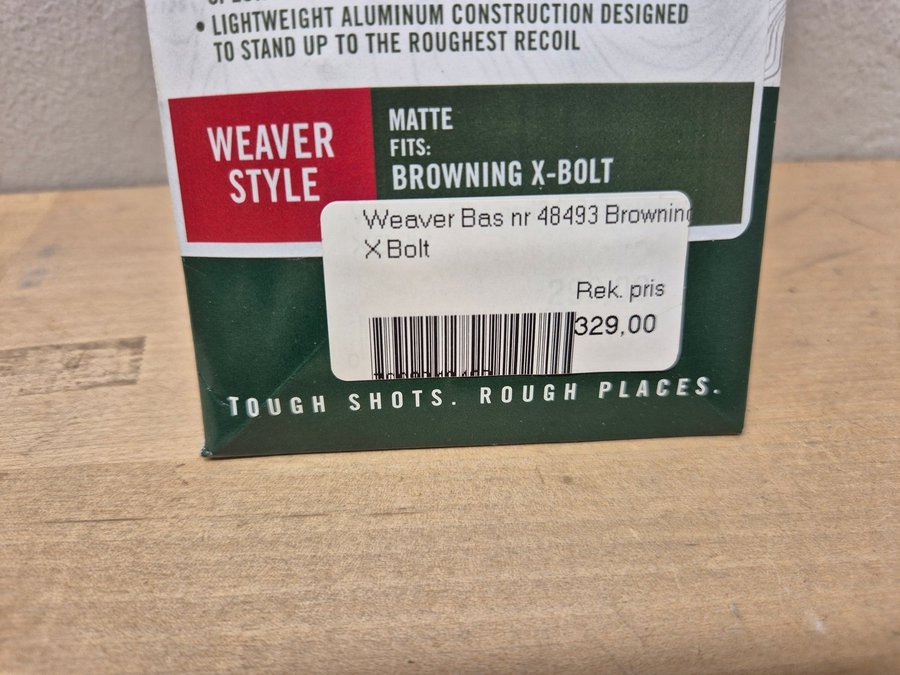 • LIGHTWEIGHT ALUMINUM CONSTRUCTION DESIGNED
TO STAND UP TO THE ROUGHEST RECOIL
WEAVER
STYLE
MATTE
FITS:
BROWNING X-BOLT
Weaver Bas nr 48493 Browning
X Bolt
Rek. pris
329,00
TOUGH SHOTS. ROUGH PLACES.